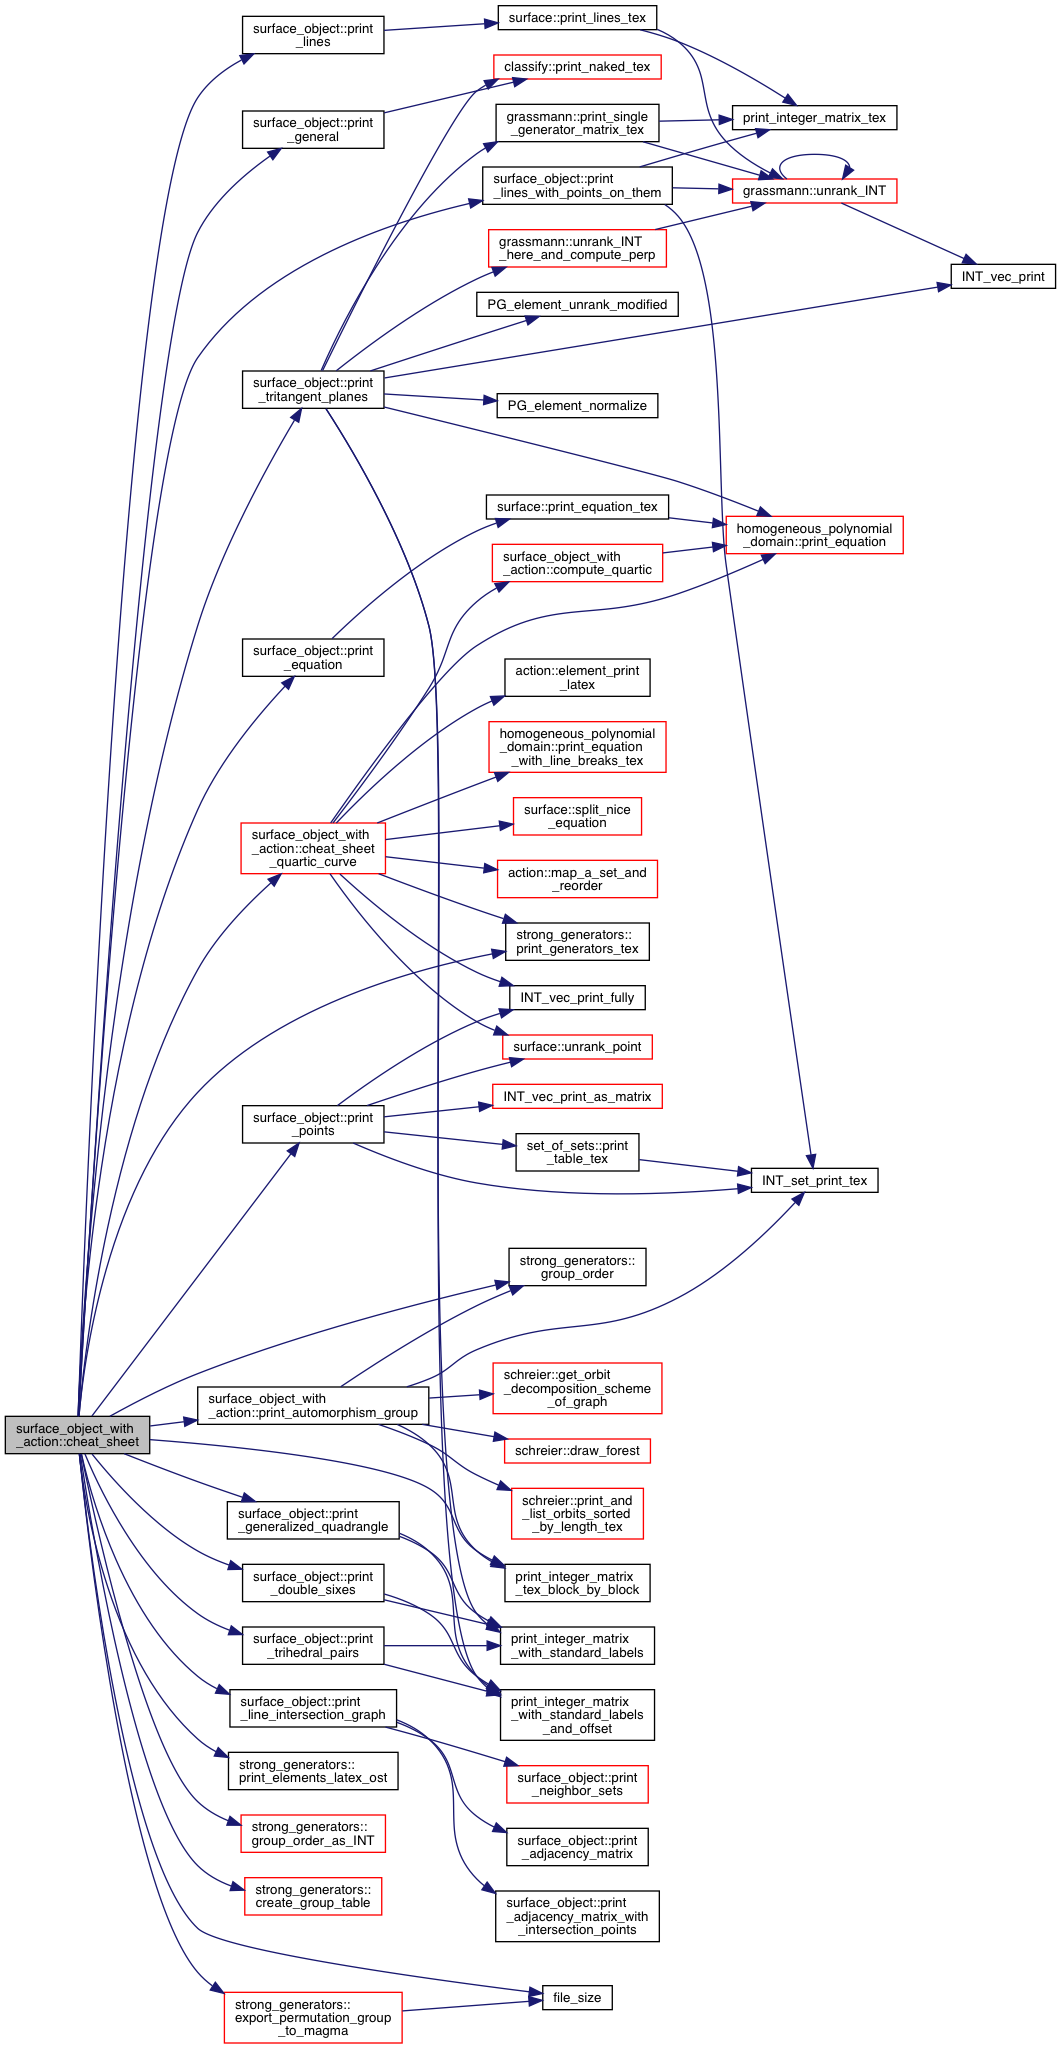 surface_object_with
_action::cheat_sheet
surface_object::print
_lines
surface_object::print
_general
surface_object::print
_tritangent_planes
surface_object::print
_equation
surface_object_with
_action::cheat_sheet
_quartic_curve
surface_object::print
_points
surface_object_with
_action::print_automorphism_group
surface_object::print
_generalized_quadrangle
surface_object::print
_double_sixes
surface_object::print
_trihedral_pairs
surface_object::print
_line_intersection_graph
strong_generators::
print_elements_latex_ost
strong_generators::
group_order_as_INT
strong_generators::
create_group_table
strong_generators::
export_permutation_group
_to_magma
surface::print_lines_tex
classify::print_naked_tex
grassmann::print_single
_generator_matrix_tex
surface_object::print
_lines_with_points_on_them
grassmann::unrank_INT
_here_and_compute_perp
PG_element_unrank_modified
PG_element_normalize
surface::print_equation_tex
surface_object_with
_action::compute_quartic
action::element_print
_latex
homogeneous_polynomial
_domain::print_equation
_with_line_breaks_tex
surface::split_nice
_equation
action::map_a_set_and
_reorder
strong_generators::
print_generators_tex
INT_vec_print_fully
surface::unrank_point
INT_vec_print_as_matrix
set_of_sets::print
_table_tex
strong_generators::
group_order
schreier::get_orbit
_decomposition_scheme
_of_graph
schreier::draw_forest
schreier::print_and
_list_orbits_sorted
_by_length_tex
print_integer_matrix
_tex_block_by_block
print_integer_matrix
_with_standard_labels
print_integer_matrix
_with_standard_labels
_and_offset
surface_object::print
_neighbor_sets
surface_object::print
_adjacency_matrix
surface_object::print
_adjacency_matrix_with
_intersection_points
file_size
print_integer_matrix_tex
grassmann::unrank_INT
homogeneous_polynomial
_domain::print_equation
INT_set_print_tex
INT_vec_print